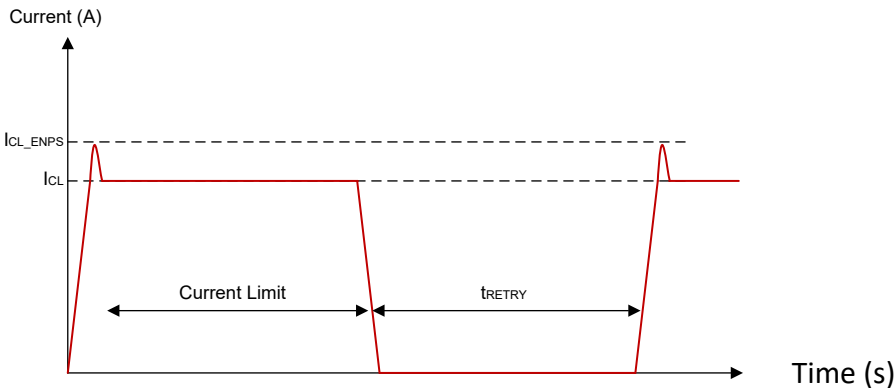 Current (A)
ICL_ENPS
ICL
Current Limit
tRETRY
Time (s)